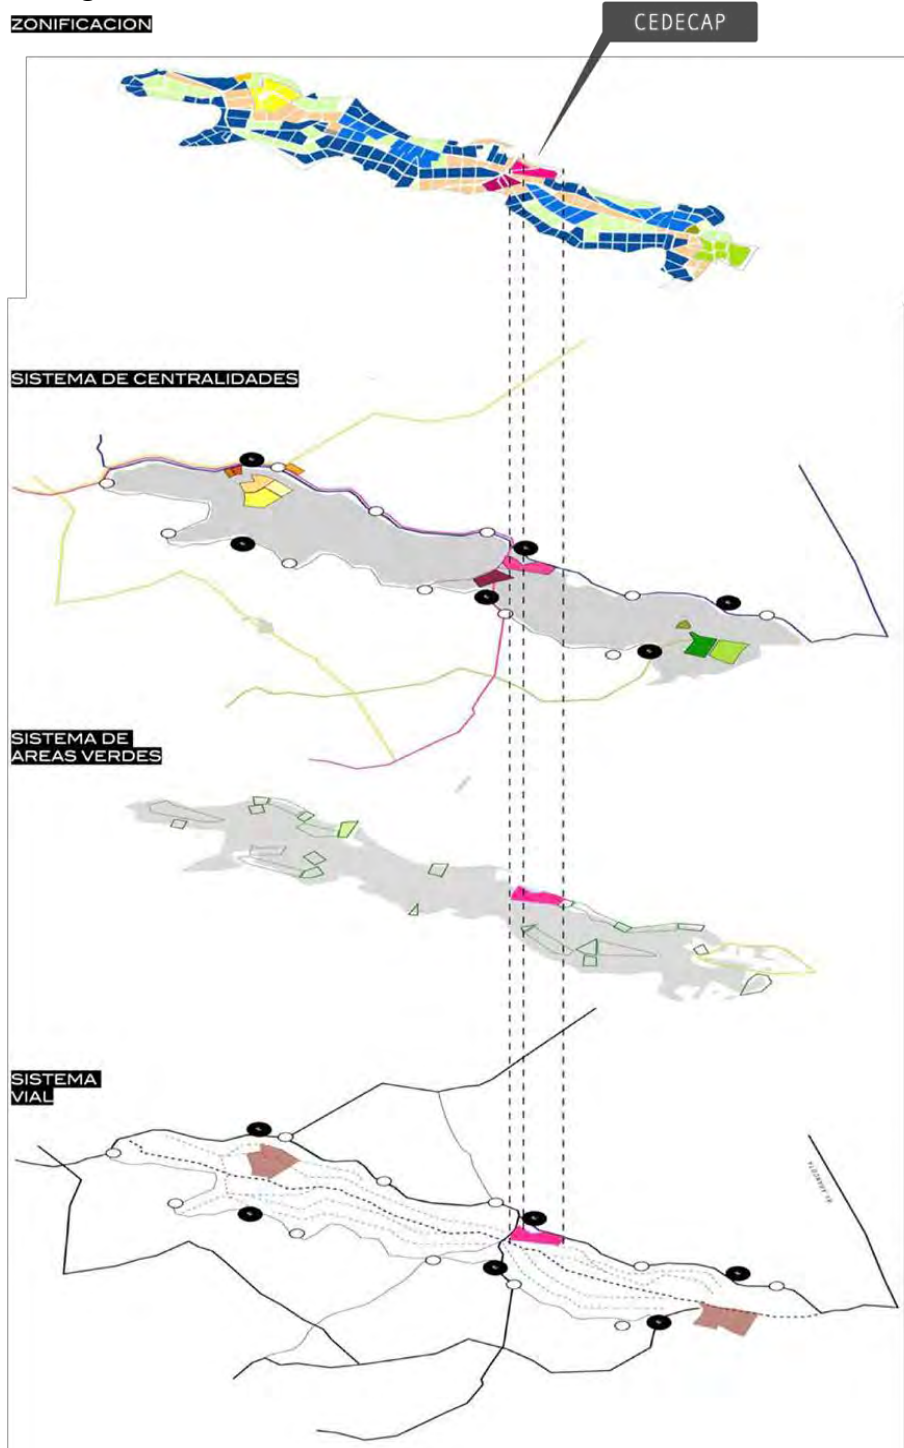 ZONIFICACION
CEDECAP
SISTEMA DE CENTRALIDADES
SISTEMA DE
AREAS VERDES
SISTEMA
VIAL